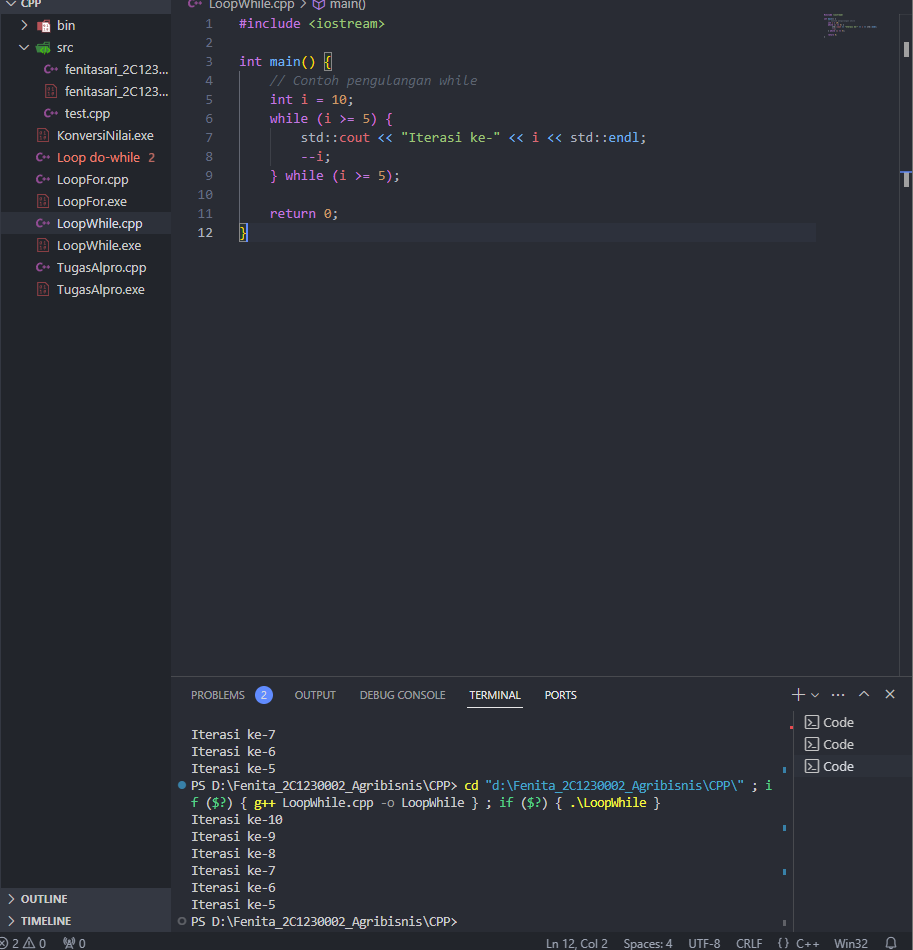 CPP
bin
src
fenitasari_2C123...
fenitasari_2C123...
test.cpp
KonversiNilai.exe
Loop do-while 2
LoopFor.cpp
LoopFor.exe
LoopWhile.cpp
LoopWhile.exe
TugasAlpro.cpp
TugasAlpro.exe
OUTLINE
TIMELINE
LoopWhile.cpp > main()
1 #include <iostream>
2
3 int main() {
4 // Contoh pengulangan while
5 int i = 10;
6 while (i >= 5) {
7 std::cout << "Iterasi ke-" << i << std::endl;
8 --i;
9 } while (i >= 5);
10
11 return 0;
12 }
PROBLEMS 2 OUTPUT DEBUG CONSOLE TERMINAL PORTS
Iterasi ke-7
Iterasi ke-6
Iterasi ke-5
PS D:\Fenita_2C1230002_Agribisnis\CPP> cd "d:\Fenita_2C1230002_Agribisnis\CPP\" ; i
f ($?) { g++ LoopWhile.cpp -o LoopWhile } ; if ($?) { .\LoopWhile }
Iterasi ke-10
Iterasi ke-9
Iterasi ke-8
Iterasi ke-7
Iterasi ke-6
Iterasi ke-5
PS D:\Fenita_2C1230002_Agribisnis\CPP>
Code
Code
Code
2 0 0 Ln 12, Col 2 Spaces: 4 UTF-8 CRLF {} C++ Win32